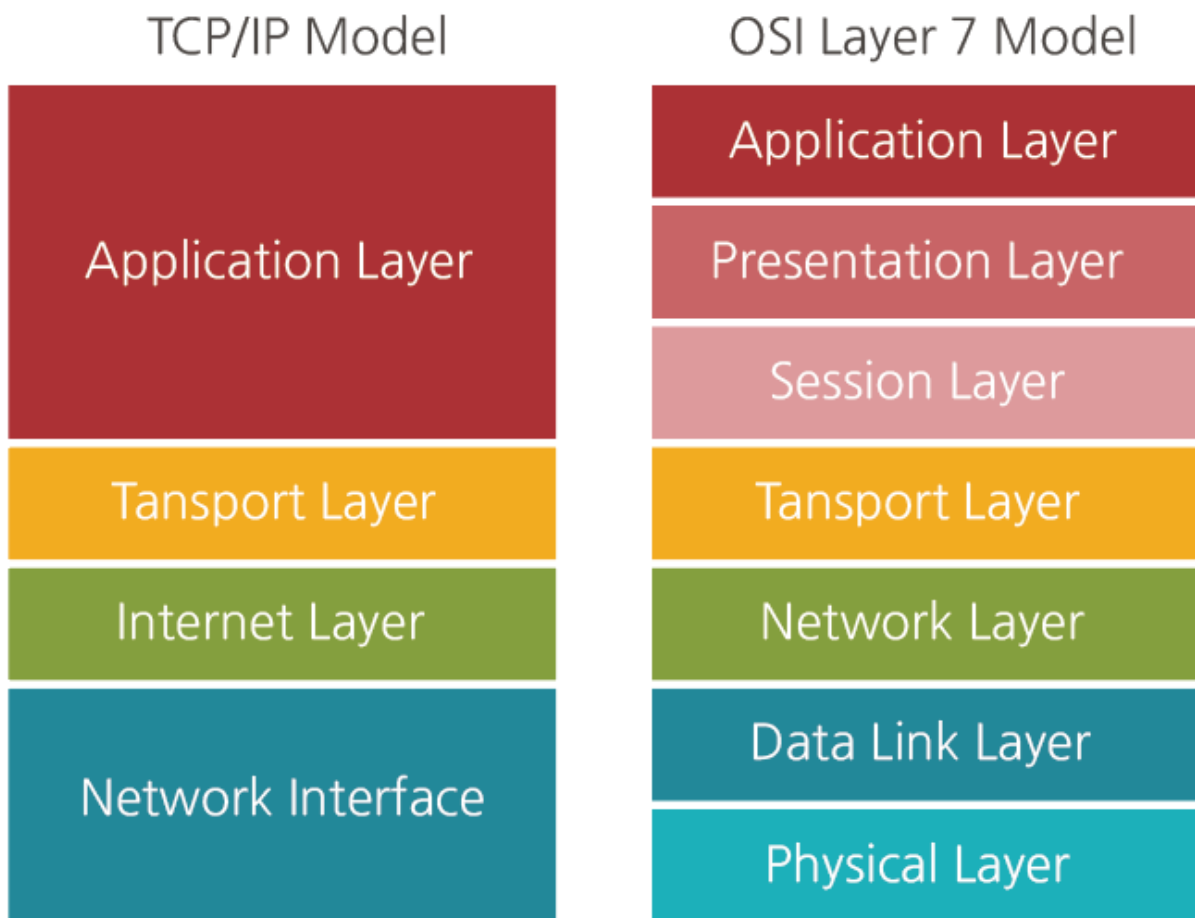 TCP/IP Model
Application Layer
Tansport Layer
Internet Layer
Network Interface
OSI Layer 7 Model
Application Layer
Presentation Layer
Session Layer
Tansport Layer
Network Layer
Data Link Layer
Physical Layer